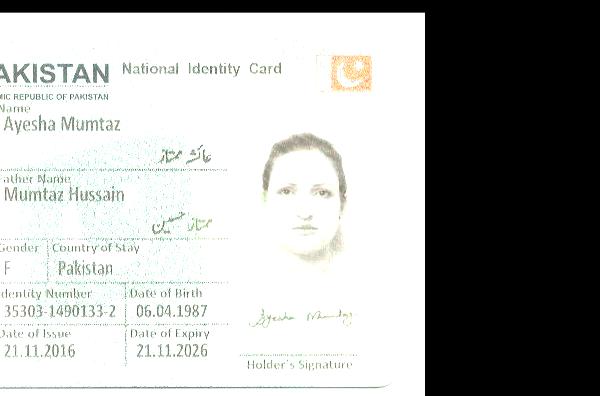 AKISTAN National Identity Card
MIC REPUBLIC OF PAKISTAN
Name
Ayesha Mumtaz
عائشہ ممتاز
ather Name
Mumtaz Hussain
ممتاز حسین
Gender Country of Stay
F Pakistan
dentity Number Date of Birth
35303-1490133-2 06.04.1987
Date of Issue Date of Expiry
21.11.2016 21.11.2026
Ayesha Mumtaz
Holder's Signature